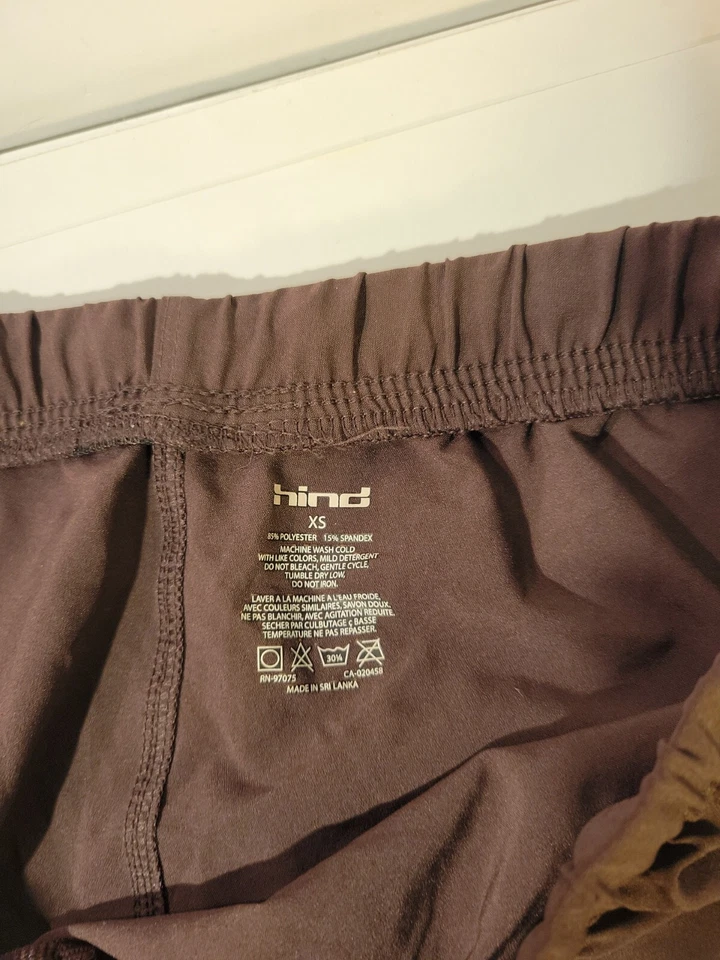 hind
XS
85% POLYESTER 15% SPANDEX
MACHINE WASH COLD
WITH LIKE COLORS, MILD DETERGENT
DO NOT BLEACH, GENTLE CYCLE,
TUMBLE DRY LOW,
DO NOT IRON.
LAVER A LA MACHINE A L'EAU FROIDE,
AVEC COULEURS SIMILAIRES, SAVON DOUX,
NE PAS BLANCHIR, AVEC AGITATION REDUITE.
SECHER PAR CULBUTAGE ç BASSE
TEMPERATURE NE PAS REPASSER.
30¼
RN-97075 CA-020458
MADE IN SRI LANKA